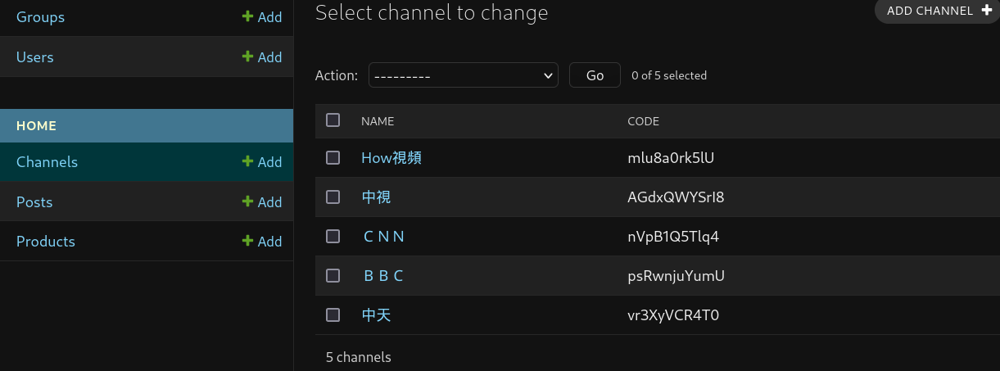 Groups Add
Select channel to change
ADD CHANNEL
Users Add
Action: --------- Go 0 of 5 selected
HOME
NAME CODE
Channels Add
How視頻 mlu8a0rk5lU
Posts Add
中視 AGdxQWYSrI8
Products Add
ＣＮＮ nVpB1Q5Tlq4
ＢＢＣ psRwnjuYumU
中天 vr3XyVCR4T0
5 channels